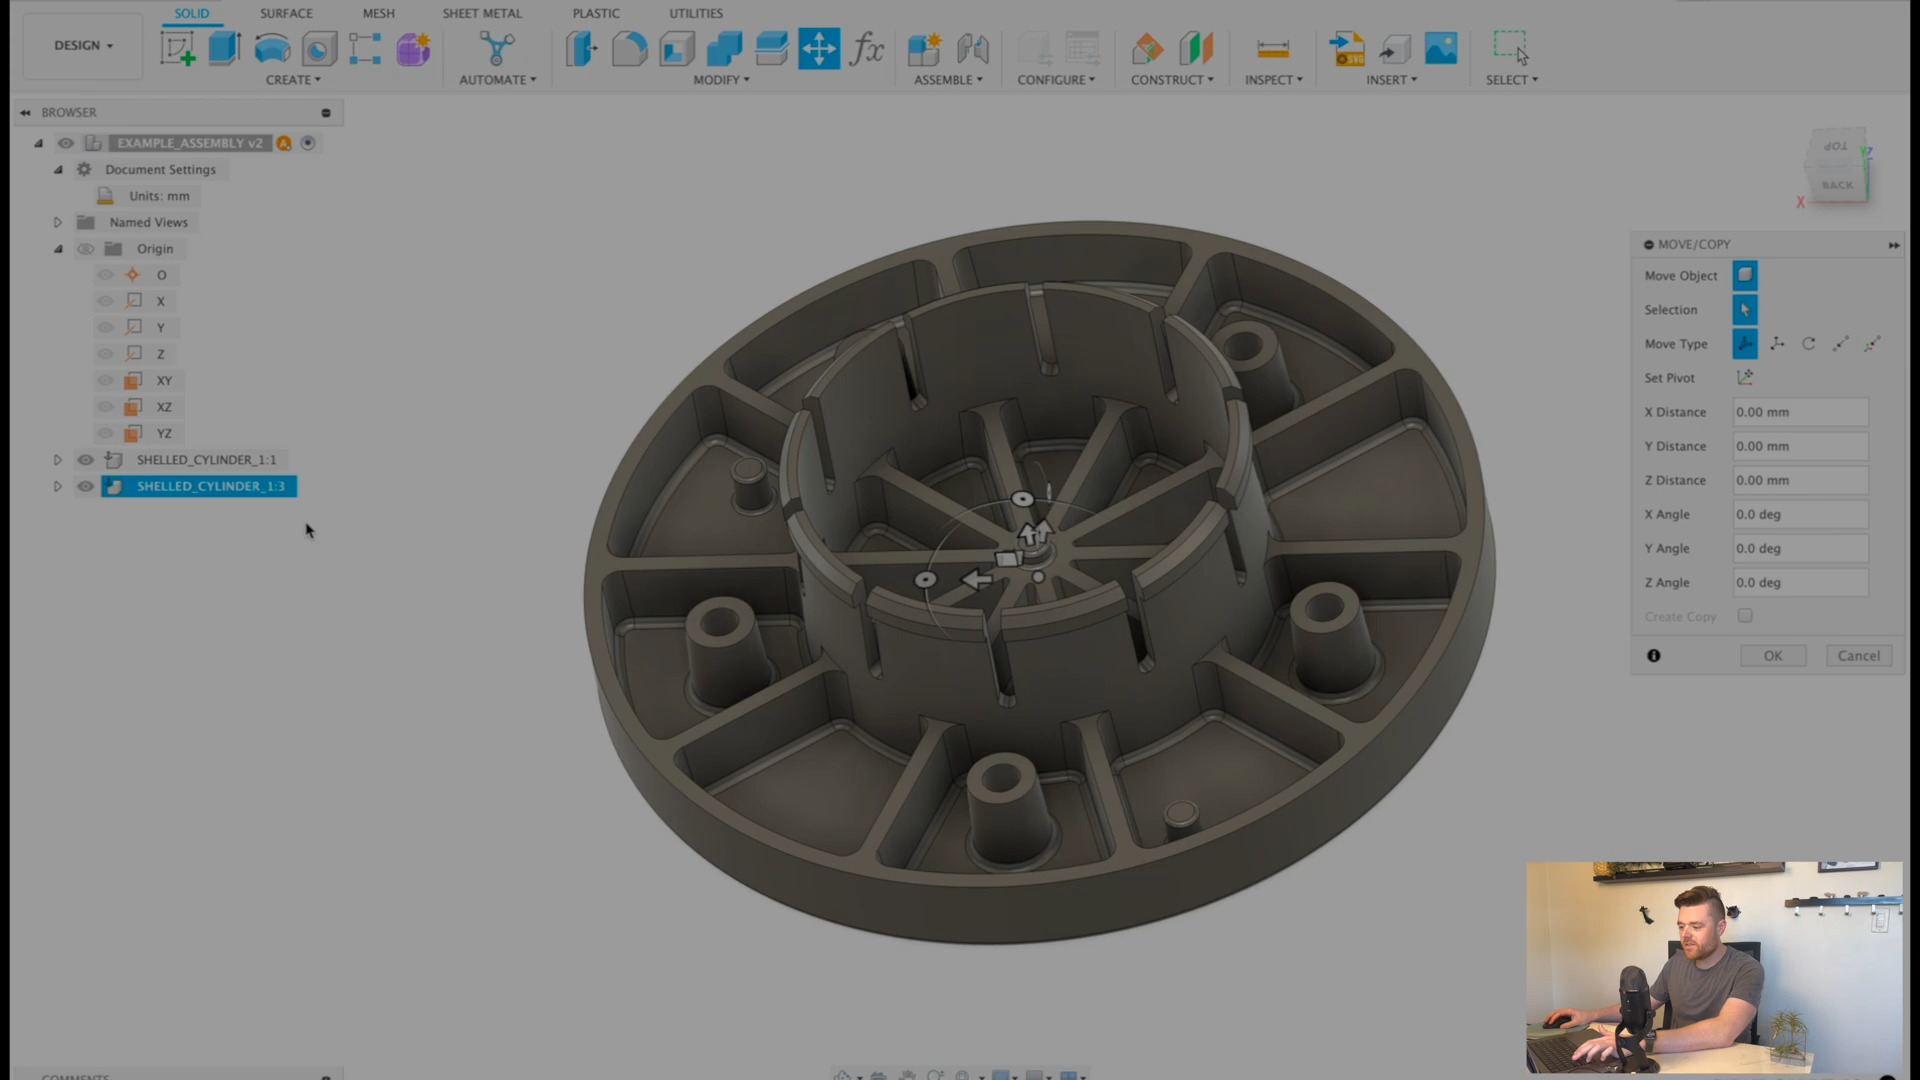 SOLID SURFACE MESH SHEET METAL PLASTIC UTILITIES
DESIGN
fx
SVG
CREATE AUTOMATE MODIFY ASSEMBLE CONFIGURE CONSTRUCT INSPECT INSERT SELECT
BROWSER
EXAMPLE_ASSEMBLY v2
Document Settings
Units: mm
Named Views
Origin
O
X
Y
Z
XY
XZ
YZ
SHELLED_CYLINDER_1:1
SHELLED_CYLINDER_1:3
TOP
BACK
X
Z
MOVE/COPY
Move Object
Selection
Move Type
Set Pivot
X Distance 0.00 mm
Y Distance 0.00 mm
Z Distance 0.00 mm
X Angle 0.0 deg
Y Angle 0.0 deg
Z Angle 0.0 deg
Create Copy
OK Cancel
COMMENTS